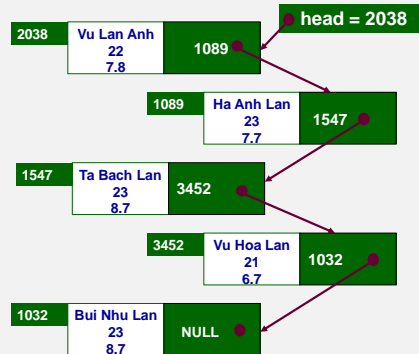 head = 2038
2038
Vu Lan Anh
22
7.8
1089
1089
Ha Anh Lan
23
7.7
1547
1547
Ta Bach Lan
23
8.7
3452
3452
Vu Hoa Lan
21
6.7
1032
1032
Bui Nhu Lan
23
8.7
NULL